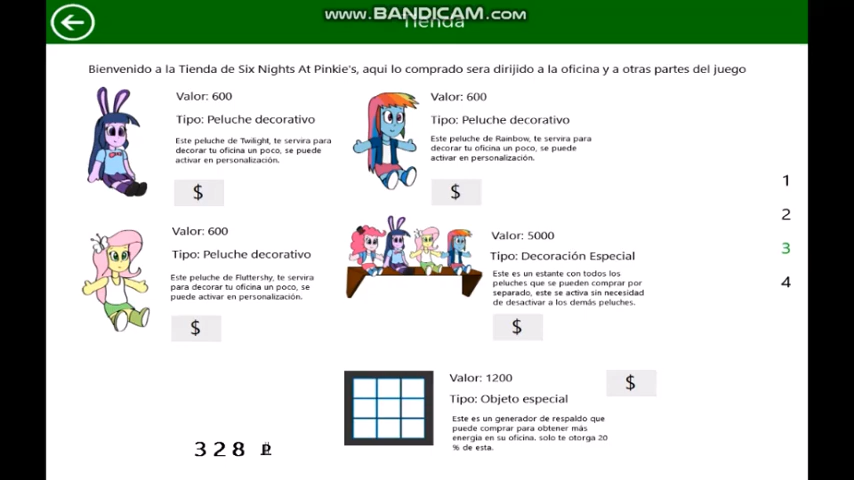 www.BANDICAM.com
Tienda
Bienvenido a la Tienda de Six Nights At Pinkie's, aqui lo comprado sera dirijido a la oficina y a otras partes del juego
Valor: 600
Tipo: Peluche decorativo
Este peluche de Twilight, te servira para
decorar tu oficina un poco, se puede
activar en personalización.
$
Valor: 600
Tipo: Peluche decorativo
Este peluche de Rainbow, te servira para
decorar tu oficina un poco, se puede
activar en personalización.
$
Valor: 600
Tipo: Peluche decorativo
Este peluche de Fluttershy, te servira
para decorar tu oficina un poco, se
puede activar en personalización.
$
Valor: 5000
Tipo: Decoración Especial
Este es un estante con todos los
peluches que se pueden comprar por
separado, este se activa sin necesidad
de desactivar a los demás peluches.
$
1
2
3
4
Valor: 1200
Tipo: Objeto especial
Este es un generador de respaldo que
puede comprar para obtener más
energia en su oficina. solo te otorga 20
% de esta.
$
328